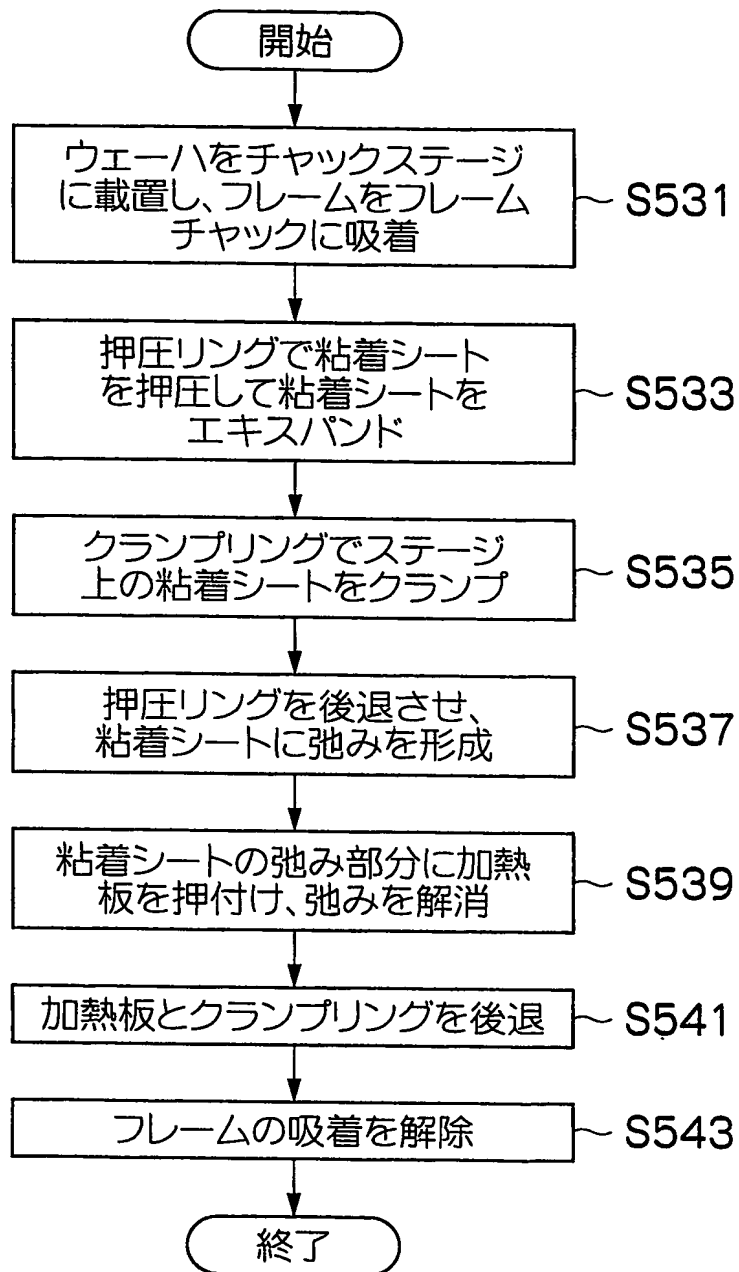 開始
ウェーハをチャックステージ
に載置し、フレームをフレーム
チャックに吸着
S531
押圧リングで粘着シート
を押圧して粘着シートを
エキスパンド
S533
クランプリングでステージ
上の粘着シートをクランプ
S535
押圧リングを後退させ、
粘着シートに弛みを形成
S537
粘着シートの弛み部分に加熱
板を押付け、弛みを解消
S539
加熱板とクランプリングを後退
S541
フレームの吸着を解除
S543
終了